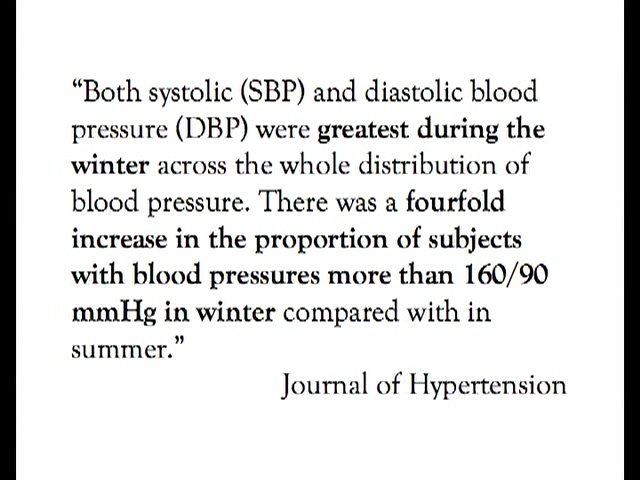 “Both systolic (SBP) and diastolic blood
pressure (DBP) were greatest during the
winter across the whole distribution of
blood pressure. There was a fourfold
increase in the proportion of subjects
with blood pressures more than 160/90
mmHg in winter compared with in
summer.”
Journal of Hypertension